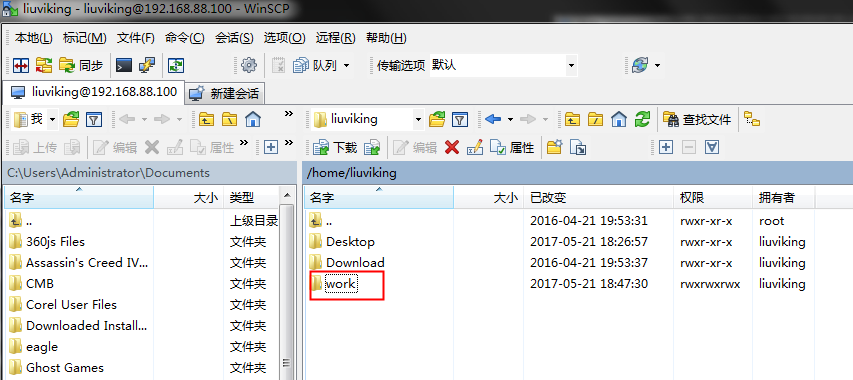 liuviking - liuviking@192.168.88.100 - WinSCP
本地(L) 标记(M) 文件(F) 命令(C) 会话(S) 选项(O) 远程(R) 帮助(H)
同步 队列 传输选项 默认
liuviking@192.168.88.100 新建会话
我 » liuviking 查找文件
上传 编辑 属性 » 下载 编辑 属性
C:\Users\Administrator\Documents /home/liuviking
名字 大小 类型 名字 大小 已改变 权限 拥有者
.. 上级目录 .. 2016-04-21 19:53:31 rwxr-xr-x root
360js Files 文件夹 Desktop 2017-05-21 18:26:57 rwxr-xr-x liuviking
Assassin's Creed IV... 文件夹 Download 2016-04-21 19:53:37 rwxr-xr-x liuviking
CMB 文件夹 work 2017-05-21 18:47:30 rwxrwxrwx liuviking
Corel User Files 文件夹
Downloaded Install... 文件夹
eagle 文件夹
Ghost Games 文件夹